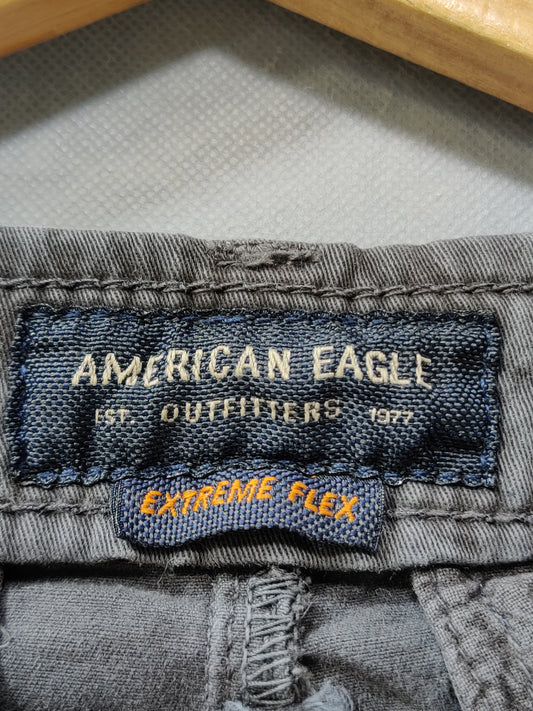 AMERICAN EAGLE
EST. OUTFITTERS 1977
EXTREME FLEX